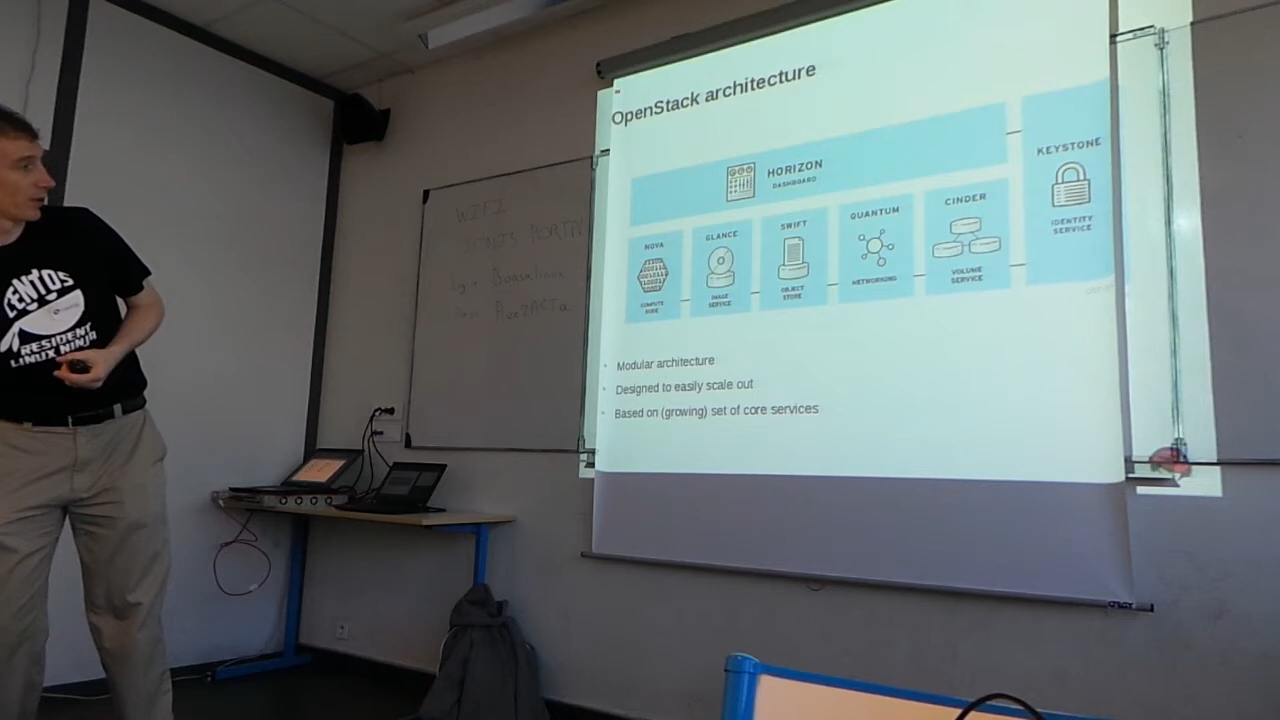 OpenStack architecture
HORIZON
DASHBOARD
KEYSTONE
IDENTITY
SERVICE
NOVA
COMPUTE
NODE
GLANCE
IMAGE
SERVICE
SWIFT
OBJECT
STORE
QUANTUM
NETWORKING
CINDER
VOLUME
SERVICE
Modular architecture
Designed to easily scale out
Based on (growing) set of core services
WIFI
CENTOS
RESIDENT
LINUX NINJA